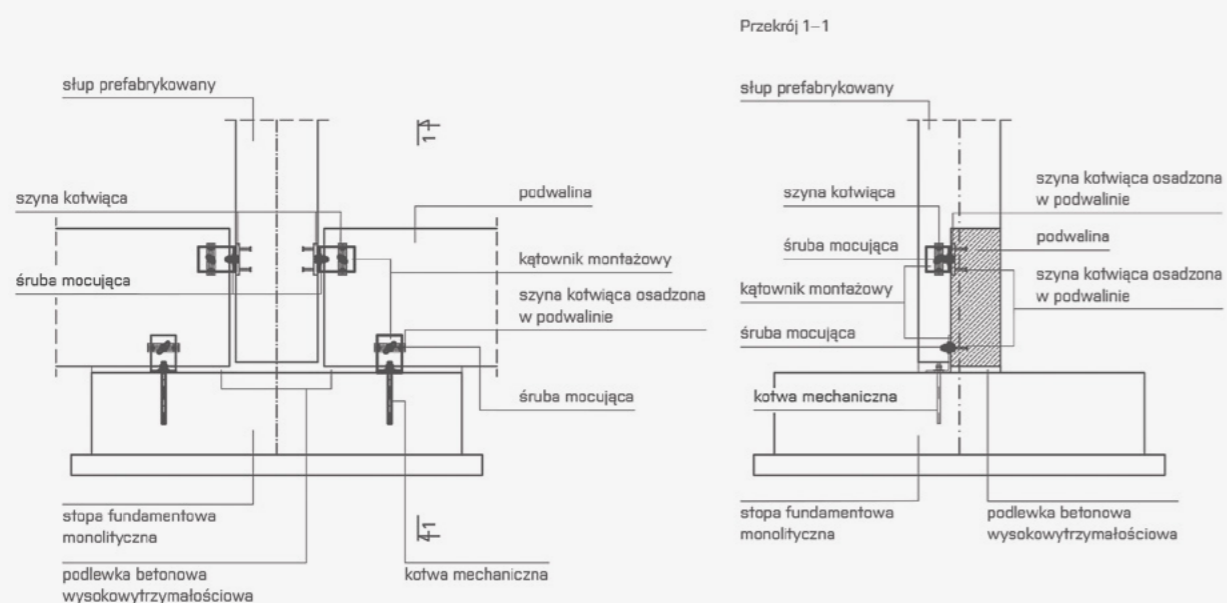 Przekrój 1–1
słup prefabrykowany
1
szyna kotwiąca
podwalina
śruba mocująca
kątownik montażowy
szyna kotwiąca osadzona
w podwalinie
śruba mocująca
stopa fundamentowa
monolityczna
1
podlewka betonowa
wysokowytrzymałościowa
kotwa mechaniczna
słup prefabrykowany
szyna kotwiąca
szyna kotwiąca osadzona
w podwalinie
śruba mocująca
podwalina
kątownik montażowy
szyna kotwiąca osadzona
w podwalinie
śruba mocująca
kotwa mechaniczna
stopa fundamentowa
monolityczna
podlewka betonowa
wysokowytrzymałościowa